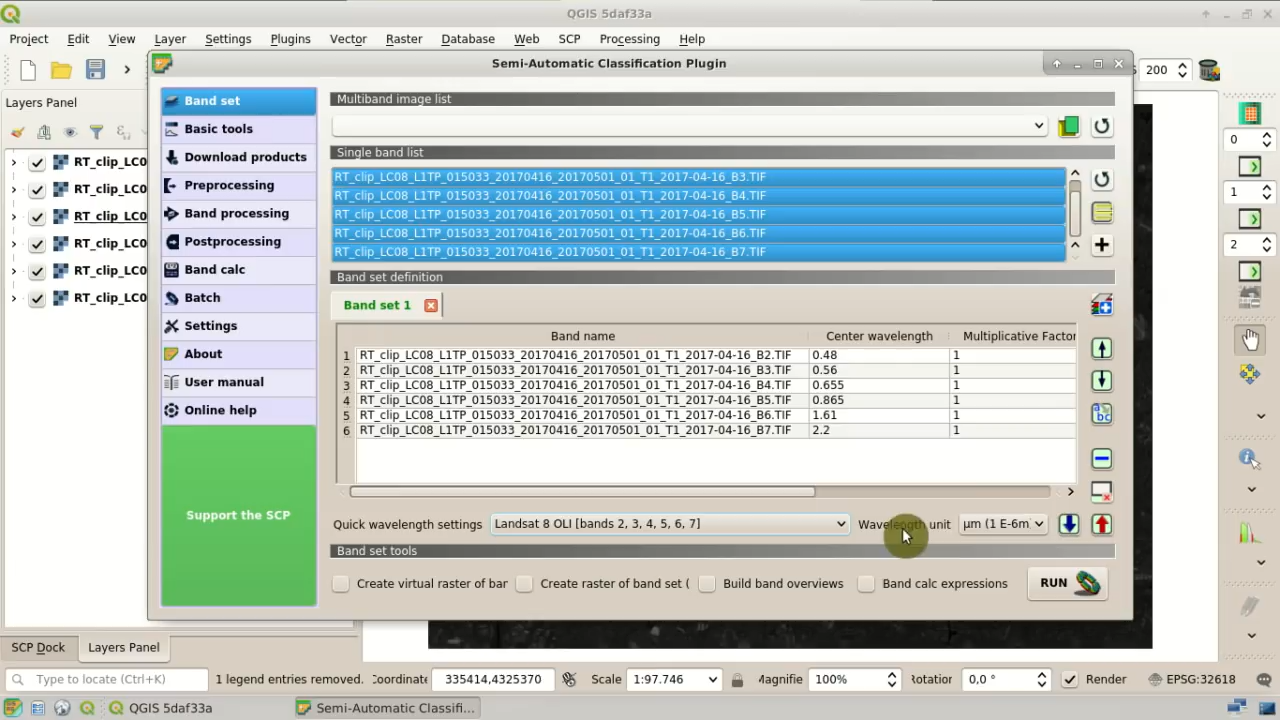 QGIS 5daf33a
Project Edit View Layer Settings Plugins Vector Raster Database Web SCP Processing Help
200
Semi-Automatic Classification Plugin
Layers Panel
RT_clip_LC0
RT_clip_LC0
RT_clip_LC0
RT_clip_LC0
RT_clip_LC0
RT_clip_LC0
Band set
Basic tools
Download products
Preprocessing
Band processing
Postprocessing
Band calc
Batch
Settings
About
User manual
Online help
Support the SCP
Multiband image list
Single band list
RT_clip_LC08_L1TP_015033_20170416_20170501_01_T1_2017-04-16_B3.TIF
RT_clip_LC08_L1TP_015033_20170416_20170501_01_T1_2017-04-16_B4.TIF
RT_clip_LC08_L1TP_015033_20170416_20170501_01_T1_2017-04-16_B5.TIF
RT_clip_LC08_L1TP_015033_20170416_20170501_01_T1_2017-04-16_B6.TIF
RT_clip_LC08_L1TP_015033_20170416_20170501_01_T1_2017-04-16_B7.TIF
Band set definition
Band set 1
Band name Center wavelength Multiplicative Factor
1 RT_clip_LC08_L1TP_015033_20170416_20170501_01_T1_2017-04-16_B2.TIF 0.48 1
2 RT_clip_LC08_L1TP_015033_20170416_20170501_01_T1_2017-04-16_B3.TIF 0.56 1
3 RT_clip_LC08_L1TP_015033_20170416_20170501_01_T1_2017-04-16_B4.TIF 0.655 1
4 RT_clip_LC08_L1TP_015033_20170416_20170501_01_T1_2017-04-16_B5.TIF 0.865 1
5 RT_clip_LC08_L1TP_015033_20170416_20170501_01_T1_2017-04-16_B6.TIF 1.61 1
6 RT_clip_LC08_L1TP_015033_20170416_20170501_01_T1_2017-04-16_B7.TIF 2.2 1
Quick wavelength settings Landsat 8 OLI [bands 2, 3, 4, 5, 6, 7] Wavelength unit µm (1 E-6m
Band set tools
Create virtual raster of bar Create raster of band set ( Build band overviews Band calc expressions RUN
0
1
2
SCP Dock Layers Panel
Type to locate (Ctrl+K) 1 legend entries removed. Coordinate 335414,4325370 Scale 1:97.746 Magnifie 100% Rotation 0,0 ° Render EPSG:32618
QGIS 5daf33a Semi-Automatic Classifi...